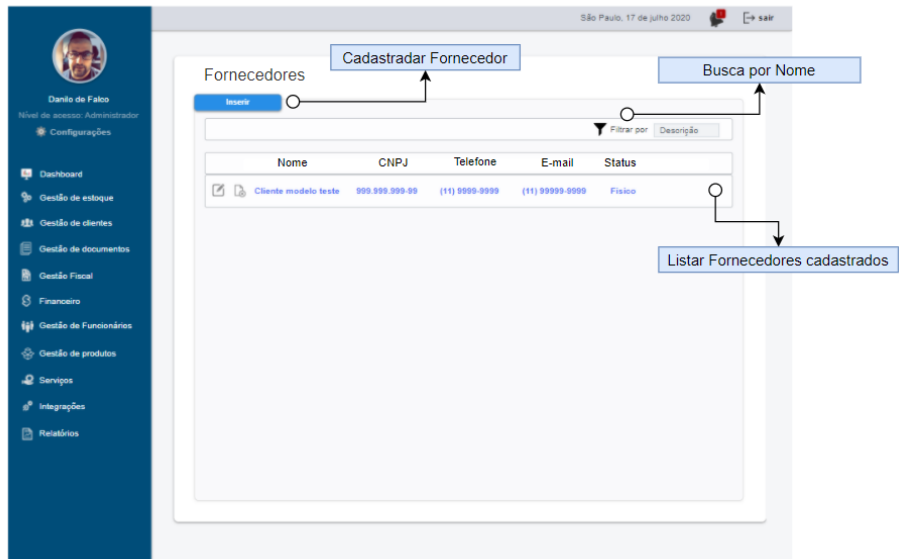 São Paulo, 17 de julho 2020
sair
Danilo de Falco
Nível de acesso: Administrador
Configurações
Dashboard
Gestão de estoque
Gestão de clientes
Gestão de documentos
Gestão Fiscal
Financeiro
Gestão de Funcionários
Gestão de produtos
Serviços
Integrações
Relatórios
Cadastradar Fornecedor
Fornecedores
Busca por Nome
Inserir
Filtrar por Descrição
Nome CNPJ Telefone E-mail Status
Cliente modelo teste 999.999.999-99 (11) 9999-9999 (11) 99999-9999 Físico
Listar Fornecedores cadastrados